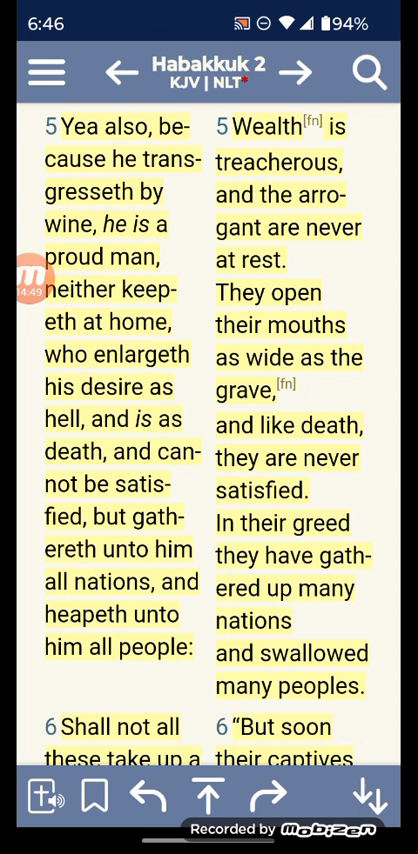 6:46
94%
Habakkuk 2
KJV | NLT*
5 Yea also, be-
cause he trans-
gresseth by
wine, he is a
proud man,
neither keep-
eth at home,
who enlargeth
his desire as
hell, and is as
death, and can-
not be satis-
fied, but gath-
ereth unto him
all nations, and
heapeth unto
him all people:
6 Shall not all
these take up a
5 Wealth[fn] is
treacherous,
and the arro-
gant are never
at rest.
They open
their mouths
as wide as the
grave,[fn]
and like death,
they are never
satisfied.
In their greed
they have gath-
ered up many
nations
and swallowed
many peoples.
6 “But soon
their captives
14:49
Recorded by mobizen